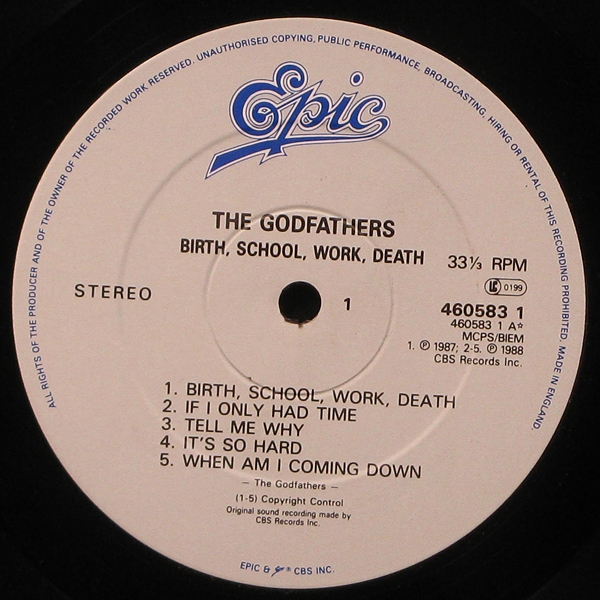 ALL RIGHTS OF THE PRODUCER AND OF THE OWNER OF THE RECORDED WORK RESERVED. UNAUTHORISED COPYING, PUBLIC PERFORMANCE, BROADCASTING, HIRING OR RENTAL OF THIS RECORDING PROHIBITED. MADE IN ENGLAND.
Epic
THE GODFATHERS
BIRTH, SCHOOL, WORK, DEATH
33⅓ RPM
LC 0199
STEREO
1
460583 1
460583 1 A☆
MCPS/BIEM
1. ℗ 1987; 2-5. ℗ 1988
CBS Records Inc.
1. BIRTH, SCHOOL, WORK, DEATH
2. IF I ONLY HAD TIME
3. TELL ME WHY
4. IT'S SO HARD
5. WHEN AM I COMING DOWN
– The Godfathers –
(1-5) Copyright Control
Original sound recording made by
CBS Records Inc.
EPIC & ® CBS INC.